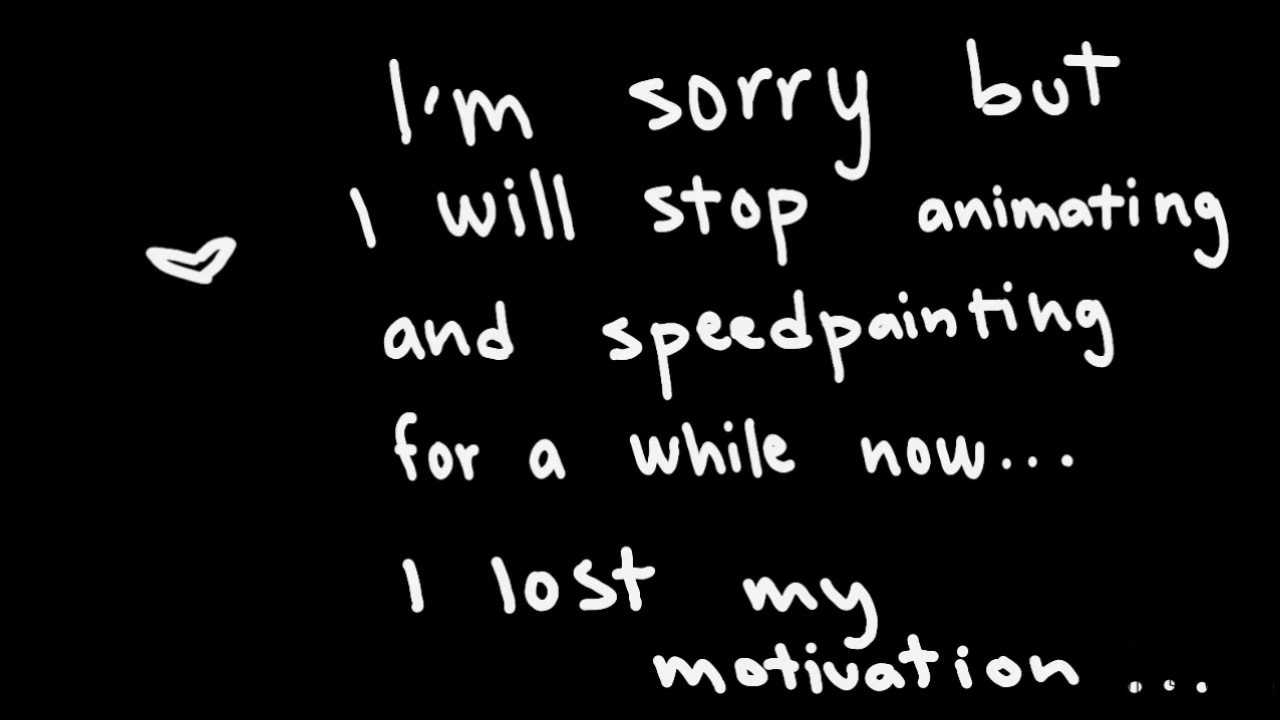 I'm sorry but
I will stop animating
and speedpainting
for a while now...
I lost my
motivation...